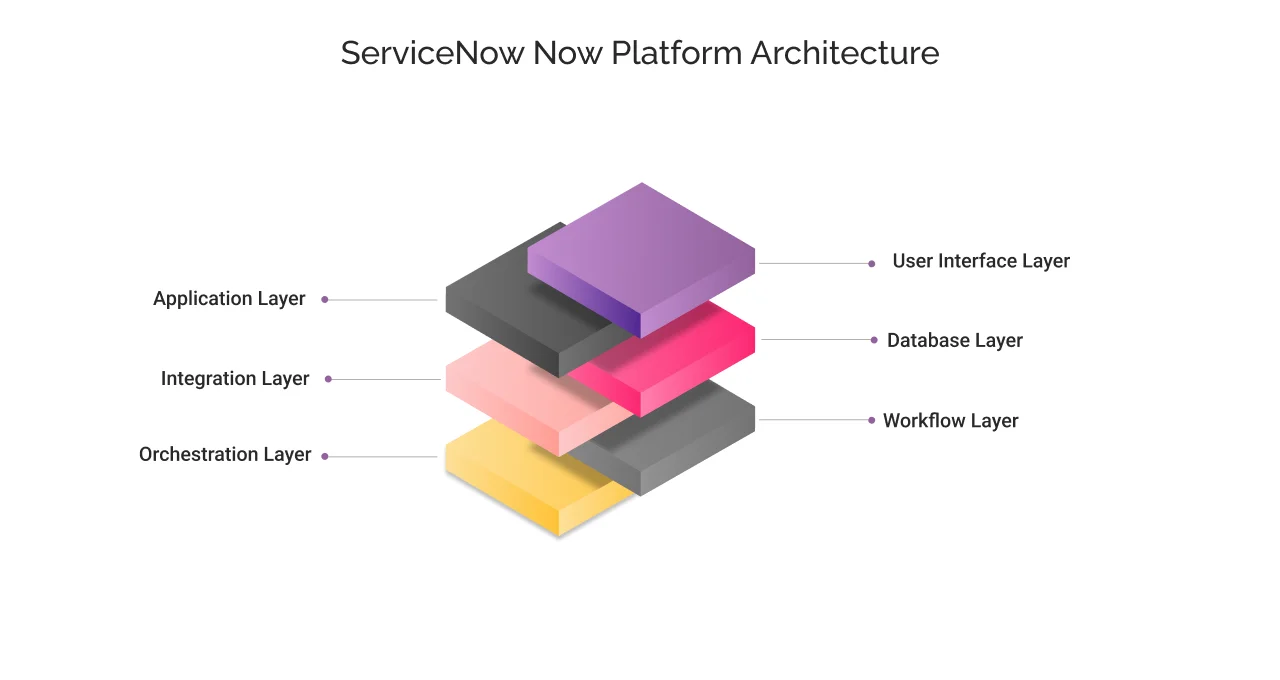 ServiceNow Now Platform Architecture
User Interface Layer
Application Layer
Database Layer
Integration Layer
Workflow Layer
Orchestration Layer